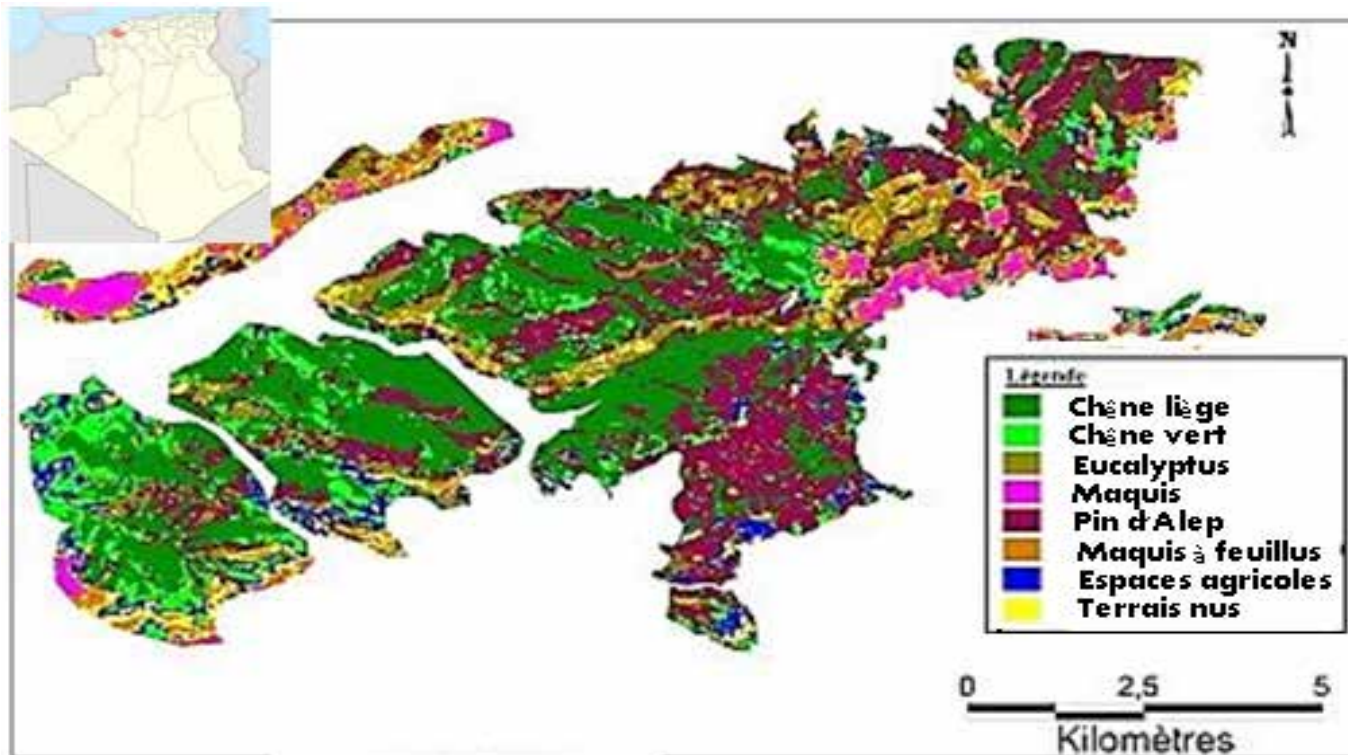 N
Légende
Chêne liège
Chêne vert
Eucalyptus
Maquis
Pin d'Alep
Maquis à feuillus
Espaces agricoles
Terrais nus
0 2,5 5
Kilomètres